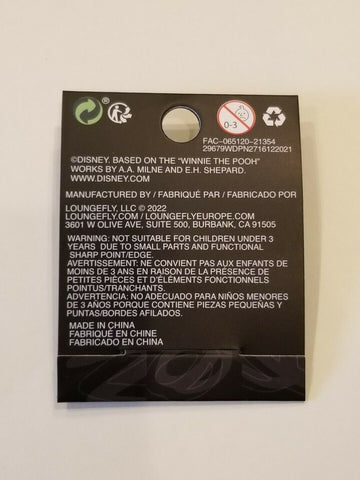 ®
0-3
FAC-065120-21354
29679WDPN2716122021
©DISNEY. BASED ON THE "WINNIE THE POOH"
WORKS BY A.A. MILNE AND E.H. SHEPARD.
WWW.DISNEY.COM
MANUFACTURED BY / FABRIQUÉ PAR / FABRICADO POR
LOUNGEFLY, LLC © 2022
LOUNGEFLY.COM / LOUNGEFLYEUROPE.COM
3601 W OLIVE AVE, SUITE 500, BURBANK, CA 91505
WARNING: NOT SUITABLE FOR CHILDREN UNDER 3
YEARS DUE TO SMALL PARTS AND FUNCTIONAL
SHARP POINT/EDGE.
AVERTISSEMENT: NE CONVIENT PAS AUX ENFANTS DE
MOINS DE 3 ANS EN RAISON DE LA PRÉSENCE DE
PETITES PIÈCES ET D'ÉLÉMENTS FONCTIONNELS
POINTUS/TRANCHANTS.
ADVERTENCIA: NO ADECUADO PARA NIÑOS MENORES
DE 3 AÑOS PORQUE CONTIENE PIEZAS PEQUEÑAS Y
PUNTAS/BORDES AFILADOS.
MADE IN CHINA
FABRIQUÉ EN CHINE
FABRICADO EN CHINA